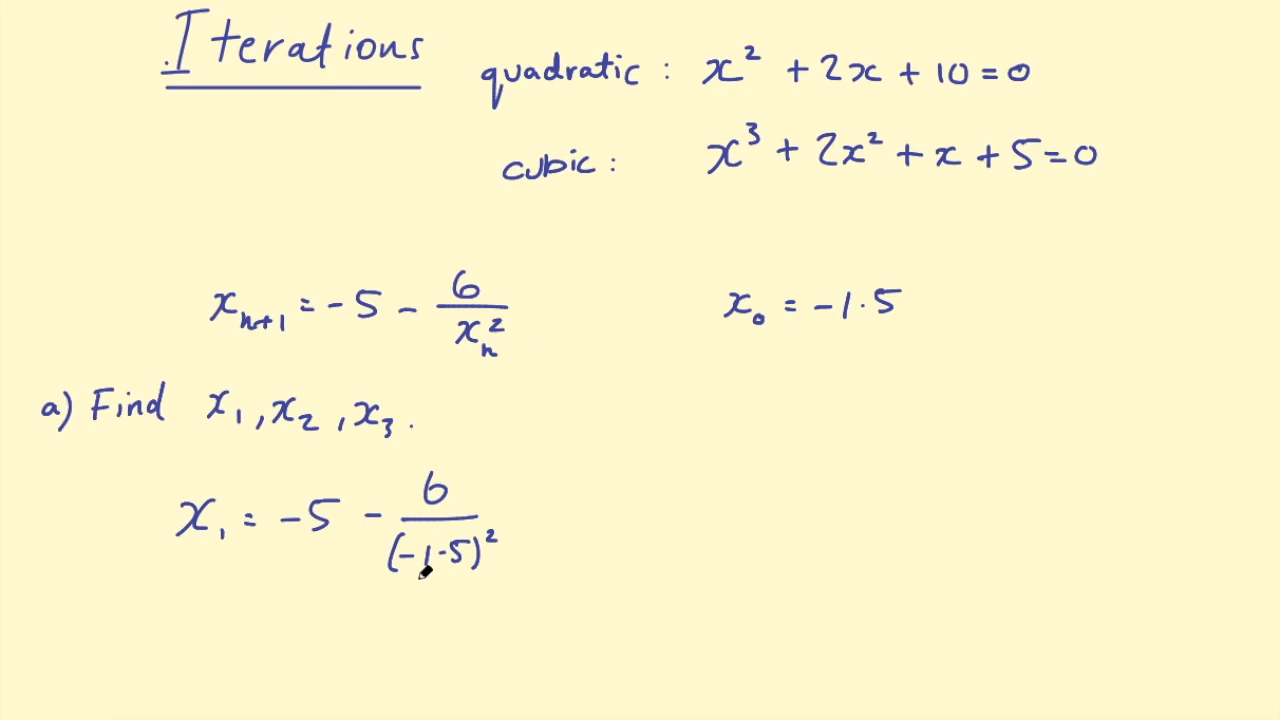 Iterations
quadratic : x² + 2x + 10 = 0
cubic : x³ + 2x² + x + 5 = 0
xₙ₊₁ = -5 - 6/xₙ² x₀ = -1.5
a) Find x₁, x₂, x₃.
x₁ = -5 - 6/(-1.5)²